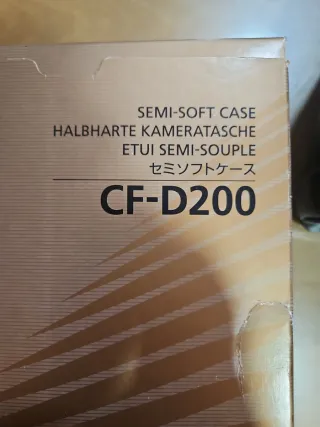 SEMI-SOFT CASE
HALBHARTE KAMERATASCHE
ETUI SEMI-SOUPLE
セミソフトケース
CF-D200